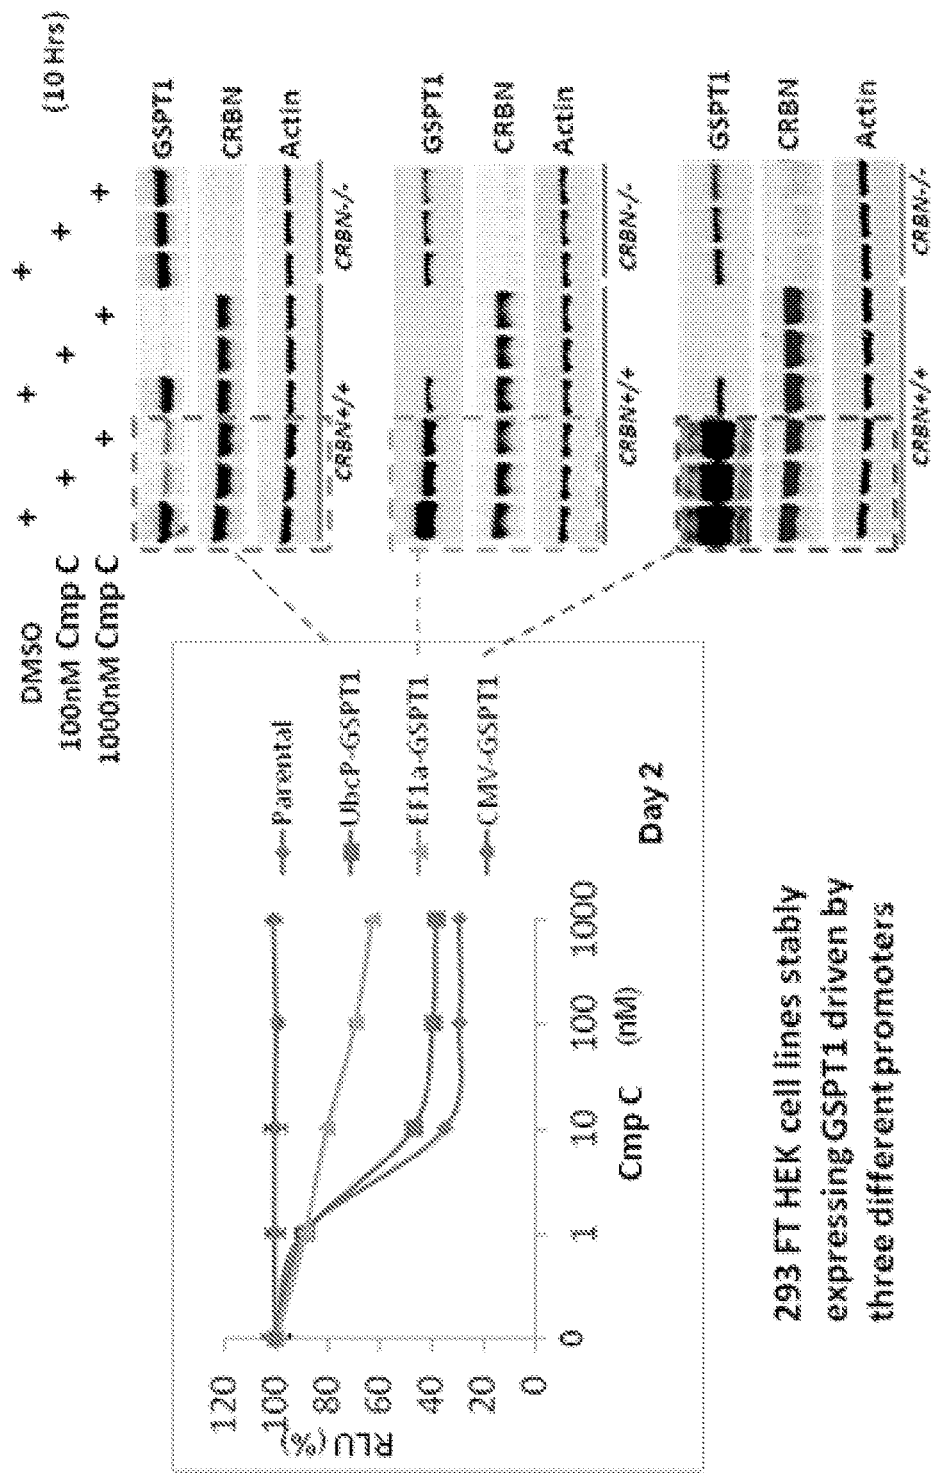 DMSO + + +
100nM Cmp C + + +
1000nM Cmp C + + +
(10 Hrs)
GSPT1
CRBN
Actin
CRBN+/+ CRBN-/-
GSPT1
CRBN
Actin
CRBN+/+ CRBN-/-
GSPT1
CRBN
Actin
CRBN+/+ CRBN-/-
RLU (%)
120
100
80
60
40
20
0
0 1 10 100 1000
Cmp C (nM)
Parental
UbcP-GSPT1
EF1a-GSPT1
CMV-GSPT1
Day 2
293 FT HEK cell lines stably
expressing GSPT1 driven by
three different promoters